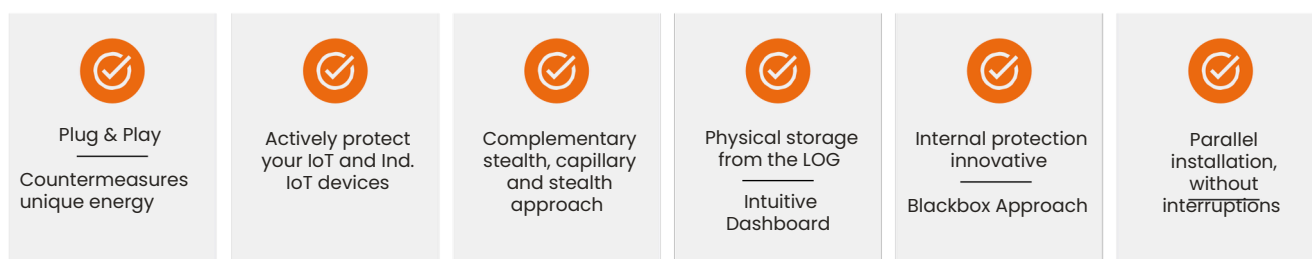 Plug & Play
Countermeasures
unique energy
Actively protect
your IoT and Ind.
IoT devices
Complementary
stealth, capillary
and stealth
approach
Physical storage
from the LOG
Intuitive
Dashboard
Internal protection
innovative
Blackbox Approach
Parallel
installation,
without
interruptions